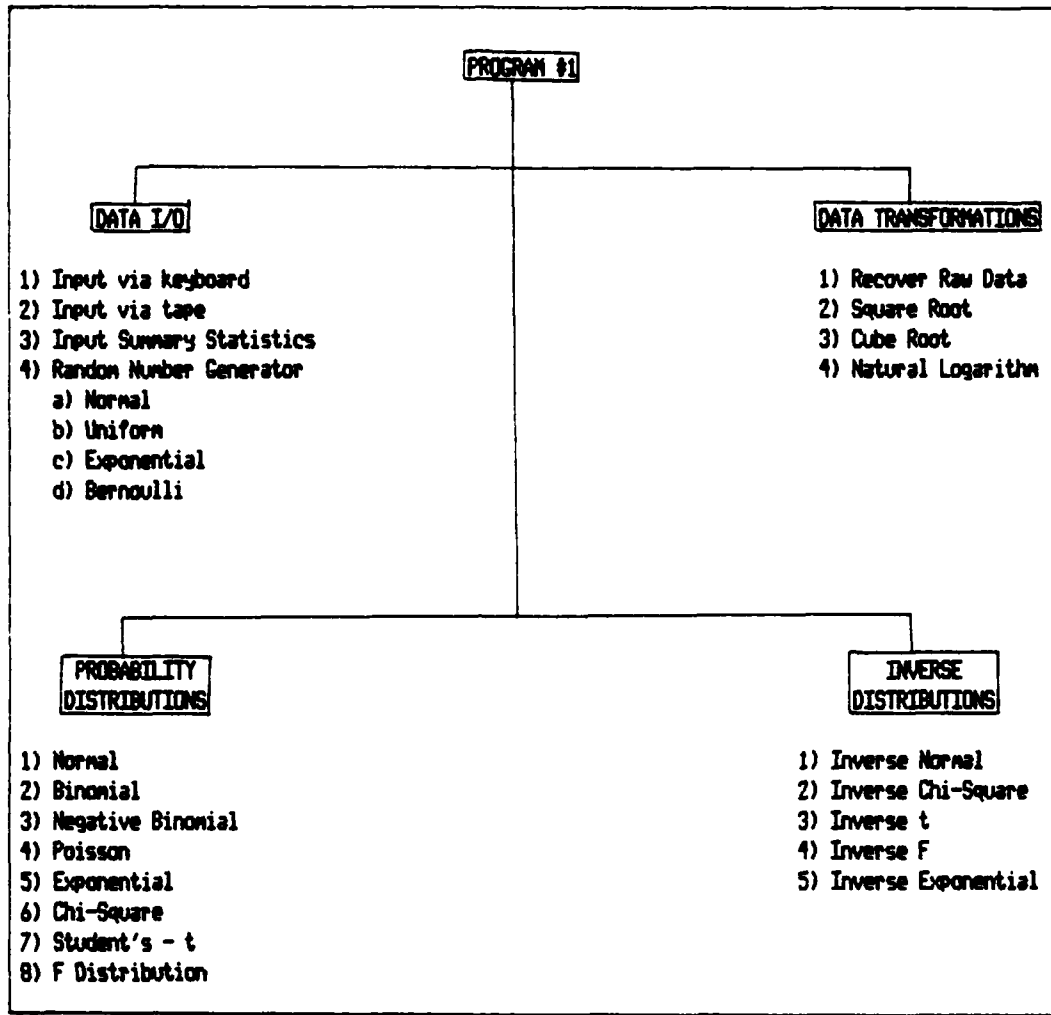 PROGRAM #1
DATA I/O
1) Input via keyboard
2) Input via tape
3) Input Summary Statistics
4) Random Number Generator
a) Normal
b) Uniform
c) Exponential
d) Bernoulli
DATA TRANSFORMATIONS
1) Recover Raw Data
2) Square Root
3) Cube Root
4) Natural Logarithm
PROBABILITY
DISTRIBUTIONS
1) Normal
2) Binomial
3) Negative Binomial
4) Poisson
5) Exponential
6) Chi-Square
7) Student's - t
8) F Distribution
INVERSE
DISTRIBUTIONS
1) Inverse Normal
2) Inverse Chi-Square
3) Inverse t
4) Inverse F
5) Inverse Exponential